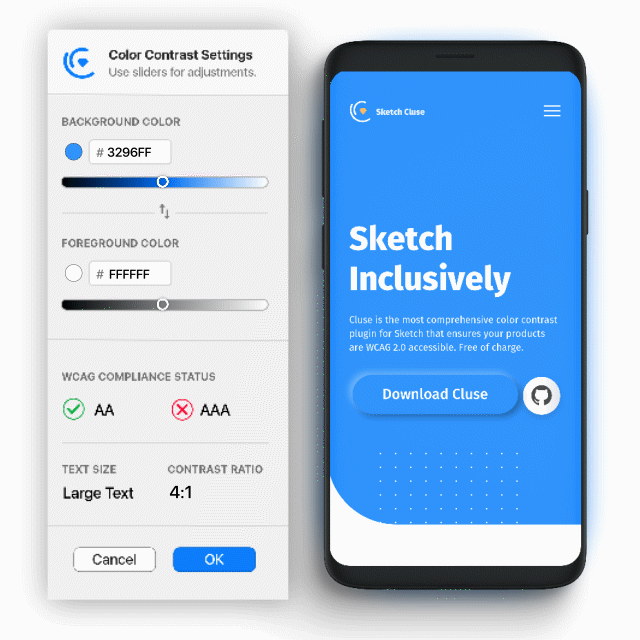 Color Contrast Settings
Use sliders for adjustments.
BACKGROUND COLOR
# 3296FF
FOREGROUND COLOR
# FFFFFF
WCAG COMPLIANCE STATUS
AA
AAA
TEXT SIZE
CONTRAST RATIO
Large Text
4:1
Cancel
OK
Sketch Cluse
Sketch
Inclusively
Cluse is the most comprehensive color contrast
plugin for Sketch that ensures your products
are WCAG 2.0 accessible. Free of charge.
Download Cluse